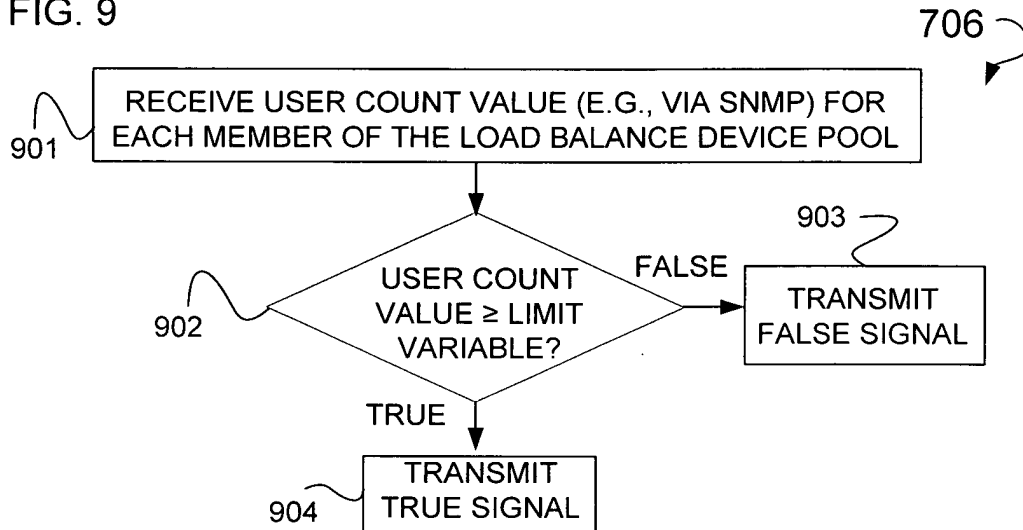 FIG. 9
706
RECEIVE USER COUNT VALUE (E.G., VIA SNMP) FOR
EACH MEMBER OF THE LOAD BALANCE DEVICE POOL
901
903
USER COUNT
VALUE ≥ LIMIT
VARIABLE?
902
FALSE
TRANSMIT
FALSE SIGNAL
TRUE
TRANSMIT
TRUE SIGNAL
904